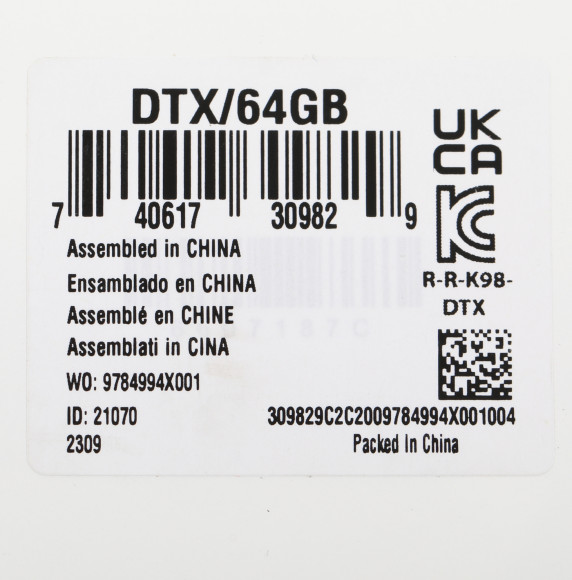 DTX/64GB
7 40617 30982 9
UK
CA
R-R-K98-
DTX
Assembled in CHINA
Ensamblado en CHINA
Assemblé en CHINE
Assemblati in CINA
WO: 9784994X001
ID: 21070
2309
309829C2C2009784994X001004
Packed In China